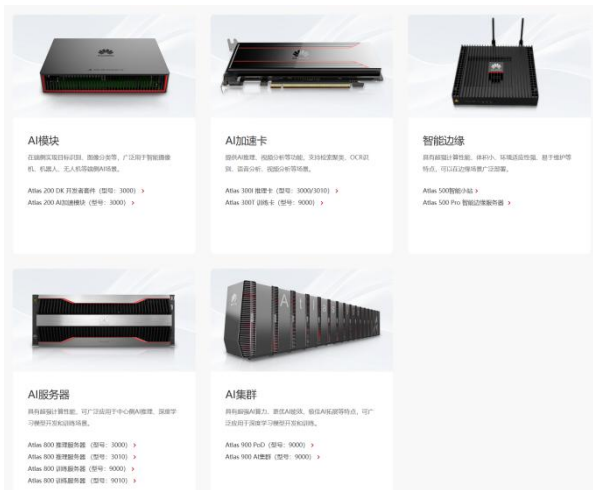 AI模块
在端侧实现目标识别、图像分类等，广泛用于智能摄像
机、机器人、无人机等端侧AI场景。
Atlas 200 DK 开发者套件（型号：3000） >
Atlas 200 AI加速模块（型号：3000） >
AI加速卡
提供AI推理、视频分析等功能，支持检索聚类、OCR识
别、语音分析、视频分析等场景。
Atlas 300I 推理卡（型号：3000/3010） >
Atlas 300T 训练卡（型号：9000） >
智能边缘
具有超强计算性能、体积小、环境适应性强、易于维护等
特点，可以在边缘场景广泛部署。
Atlas 500智能小站 >
Atlas 500 Pro 智能边缘服务器 >
AI服务器
具有超强计算性能，可广泛应用于中心侧AI推理、深度学
习模型开发和训练场景。
Atlas 800 推理服务器（型号：3000） >
Atlas 800 推理服务器（型号：3010） >
Atlas 800 训练服务器（型号：9000） >
Atlas 800 训练服务器（型号：9010） >
AI集群
具有超强AI算力、更优AI能效、极佳AI拓展等特点，可广
泛应用于深度学习模型开发和训练。
Atlas 900 PoD（型号：9000） >
Atlas 900 AI集群（型号：9000） >